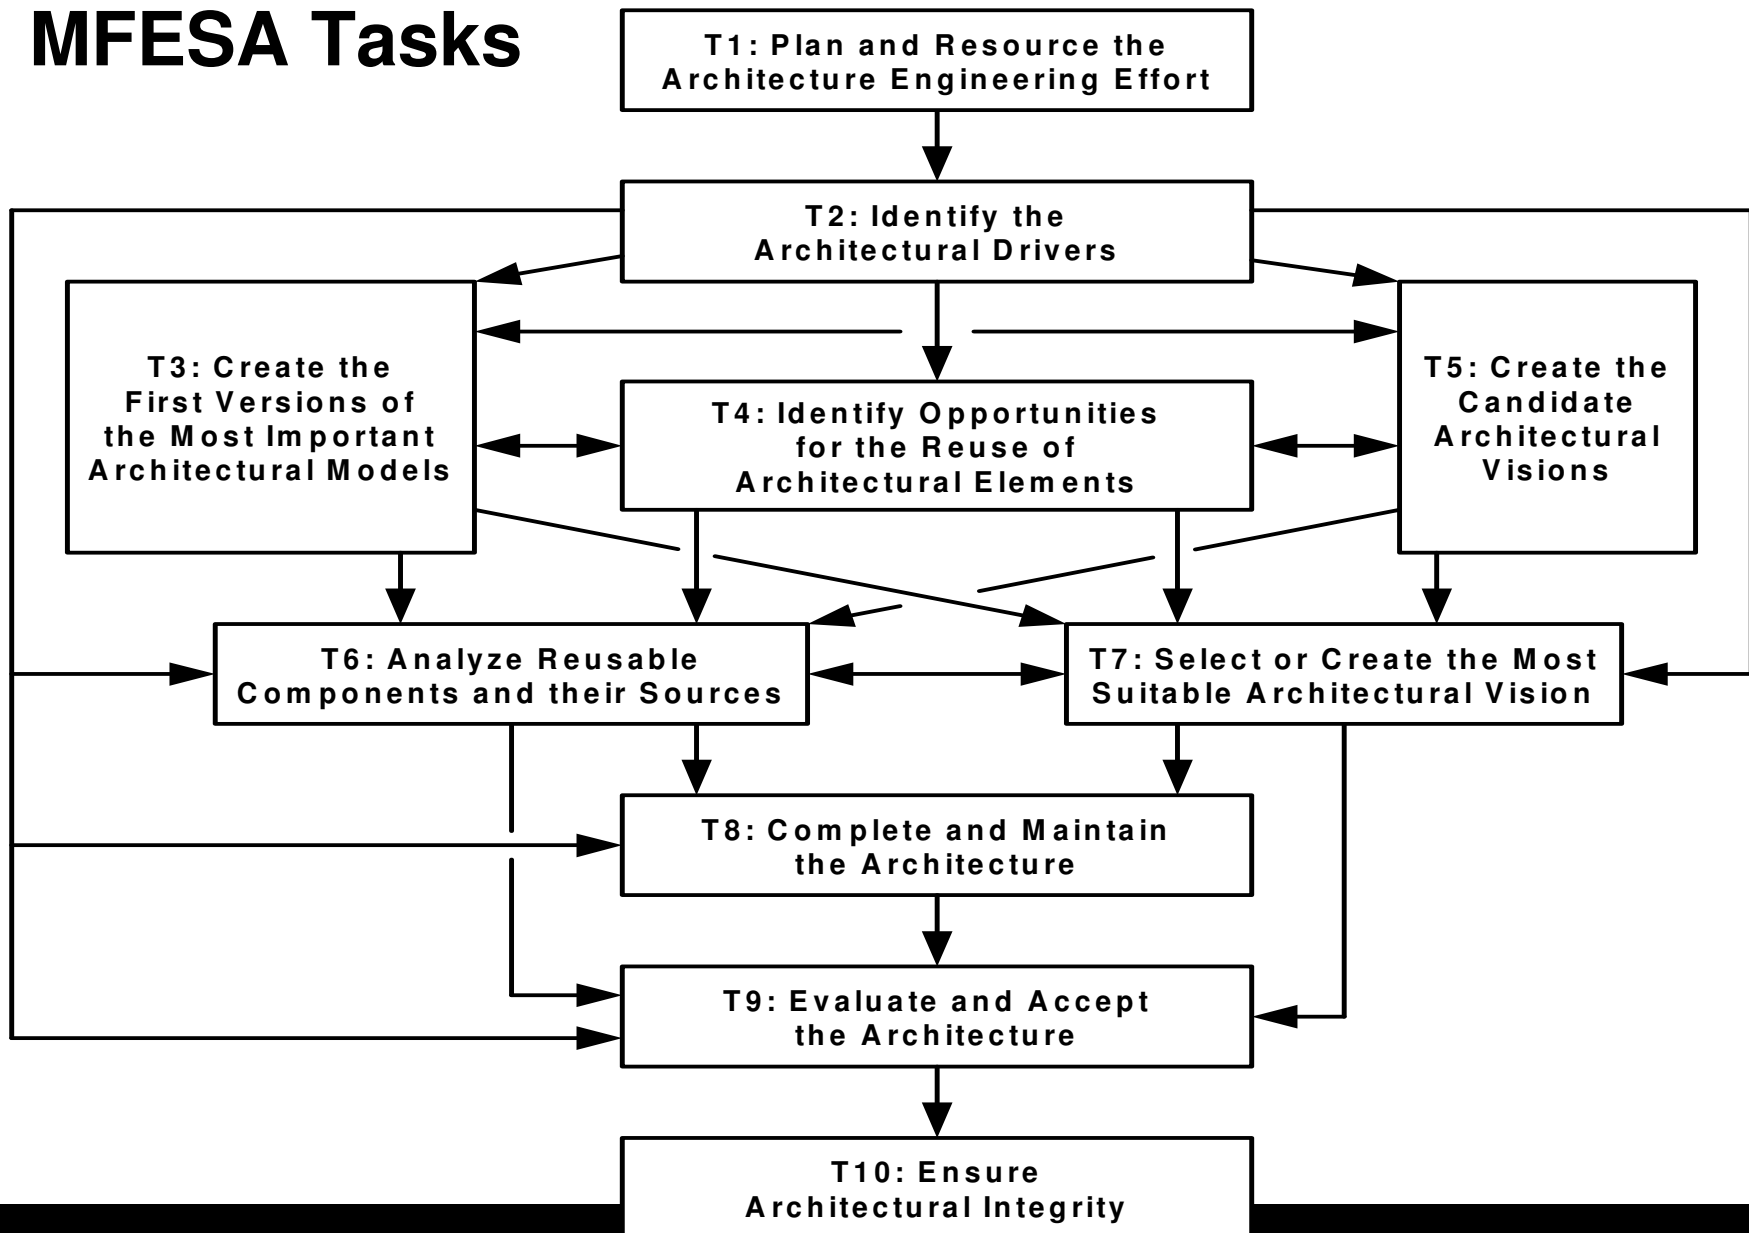 MFESA Tasks
T1: Plan and Resource the
Architecture Engineering Effort
T2: Identify the
Architectural Drivers
T3: Create the
First Versions of
the Most Important
Architectural Models
T4: Identify Opportunities
for the Reuse of
Architectural Elements
T5: Create the
Candidate
Architectural
Visions
T6: Analyze Reusable
Components and their Sources
T7: Select or Create the Most
Suitable Architectural Vision
T8: Complete and Maintain
the Architecture
T9: Evaluate and Accept
the Architecture
T10: Ensure
Architectural Integrity